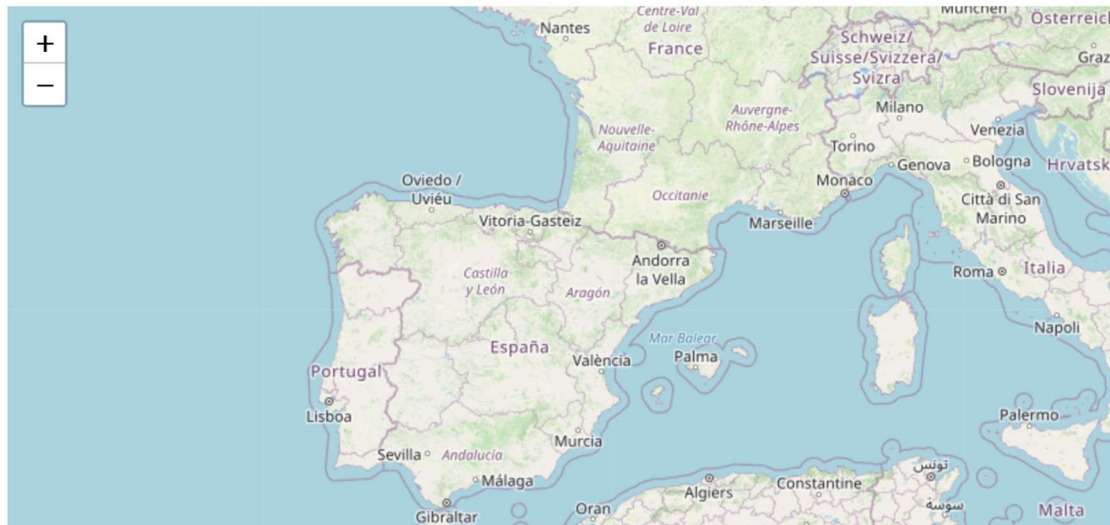 +
−
Nantes
Centre-Val
de Loire
France
München
Österreich
Schweiz/
Suisse/Svizzera/
Svizra
Graz
Slovenija
Milano
Auvergne-
Rhône-Alpes
Nouvelle-
Aquitaine
Torino
Venezia
Genova
Bologna
Hrvatsk
Monaco
Occitanie
Oviedo /
Uviéu
Vitoria-Gasteiz
Marseille
Città di San
Marino
Andorra
la Vella
Castilla
y León
Aragón
Roma
Italia
Napoli
España
Mar Balear
València
Palma
Portugal
Lisboa
Palermo
Murcia
Sevilla
Andalucía
Málaga
Algiers
Constantine
تونس
سوسة
Gibraltar
Oran
Malta